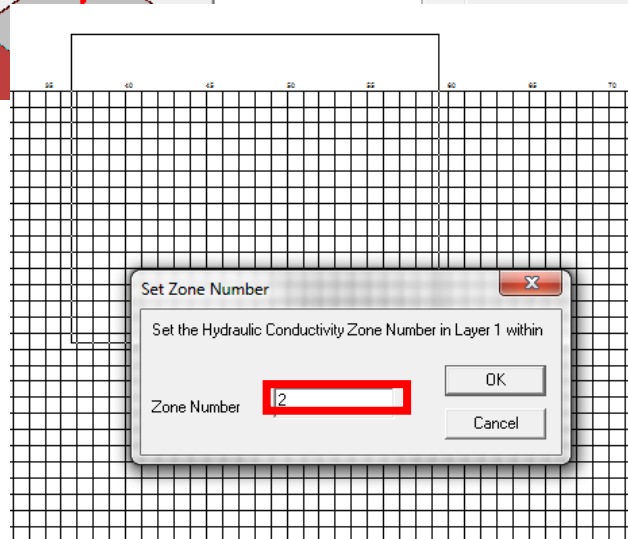 35 40 45 50 55 60 65 70
Set Zone Number
Set the Hydraulic Conductivity Zone Number in Layer 1 within
OK
Zone Number 2
Cancel